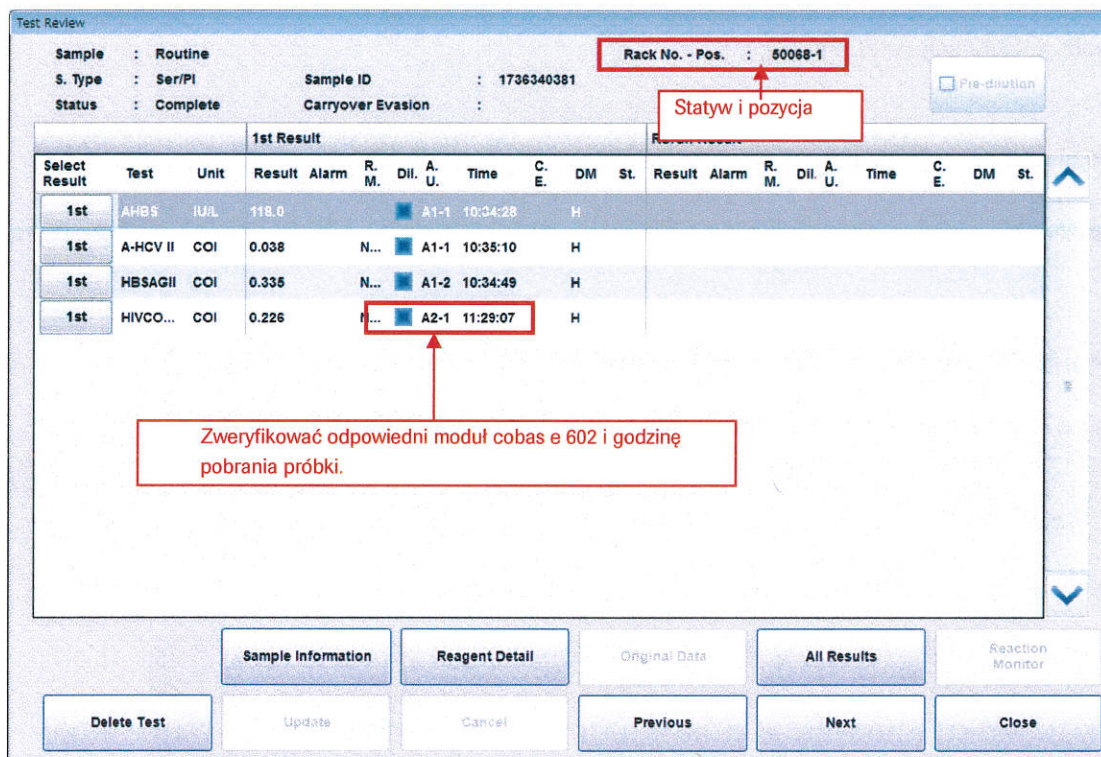 Test Review
Sample : Routine Rack No. - Pos. : 50068-1
S. Type : Ser/Pl Sample ID : 1736340381
Pre-dilution
Status : Complete Carryover Evasion :
Statyw i pozycja
1st Result
Select Result Test Unit Result Alarm R. M. Dil. A. U. Time C. E. DM St. Result Alarm R. M. Dil. A. U. Time C. E. DM St.
1st AHBS IU/L 118.0 A1-1 10:34:28 H
1st A-HCV II COI 0.038 N... A1-1 10:35:10 H
1st HBSAGII COI 0.335 N... A1-2 10:34:49 H
1st HIVCO... COI 0.226 N... A2-1 11:29:07 H
Zweryfikować odpowiedni moduł cobas e 602 i godzinę
pobrania próbki.
Sample Information Reagent Detail Original Data All Results Reaction Monitor
Delete Test Update Cancel Previous Next Close